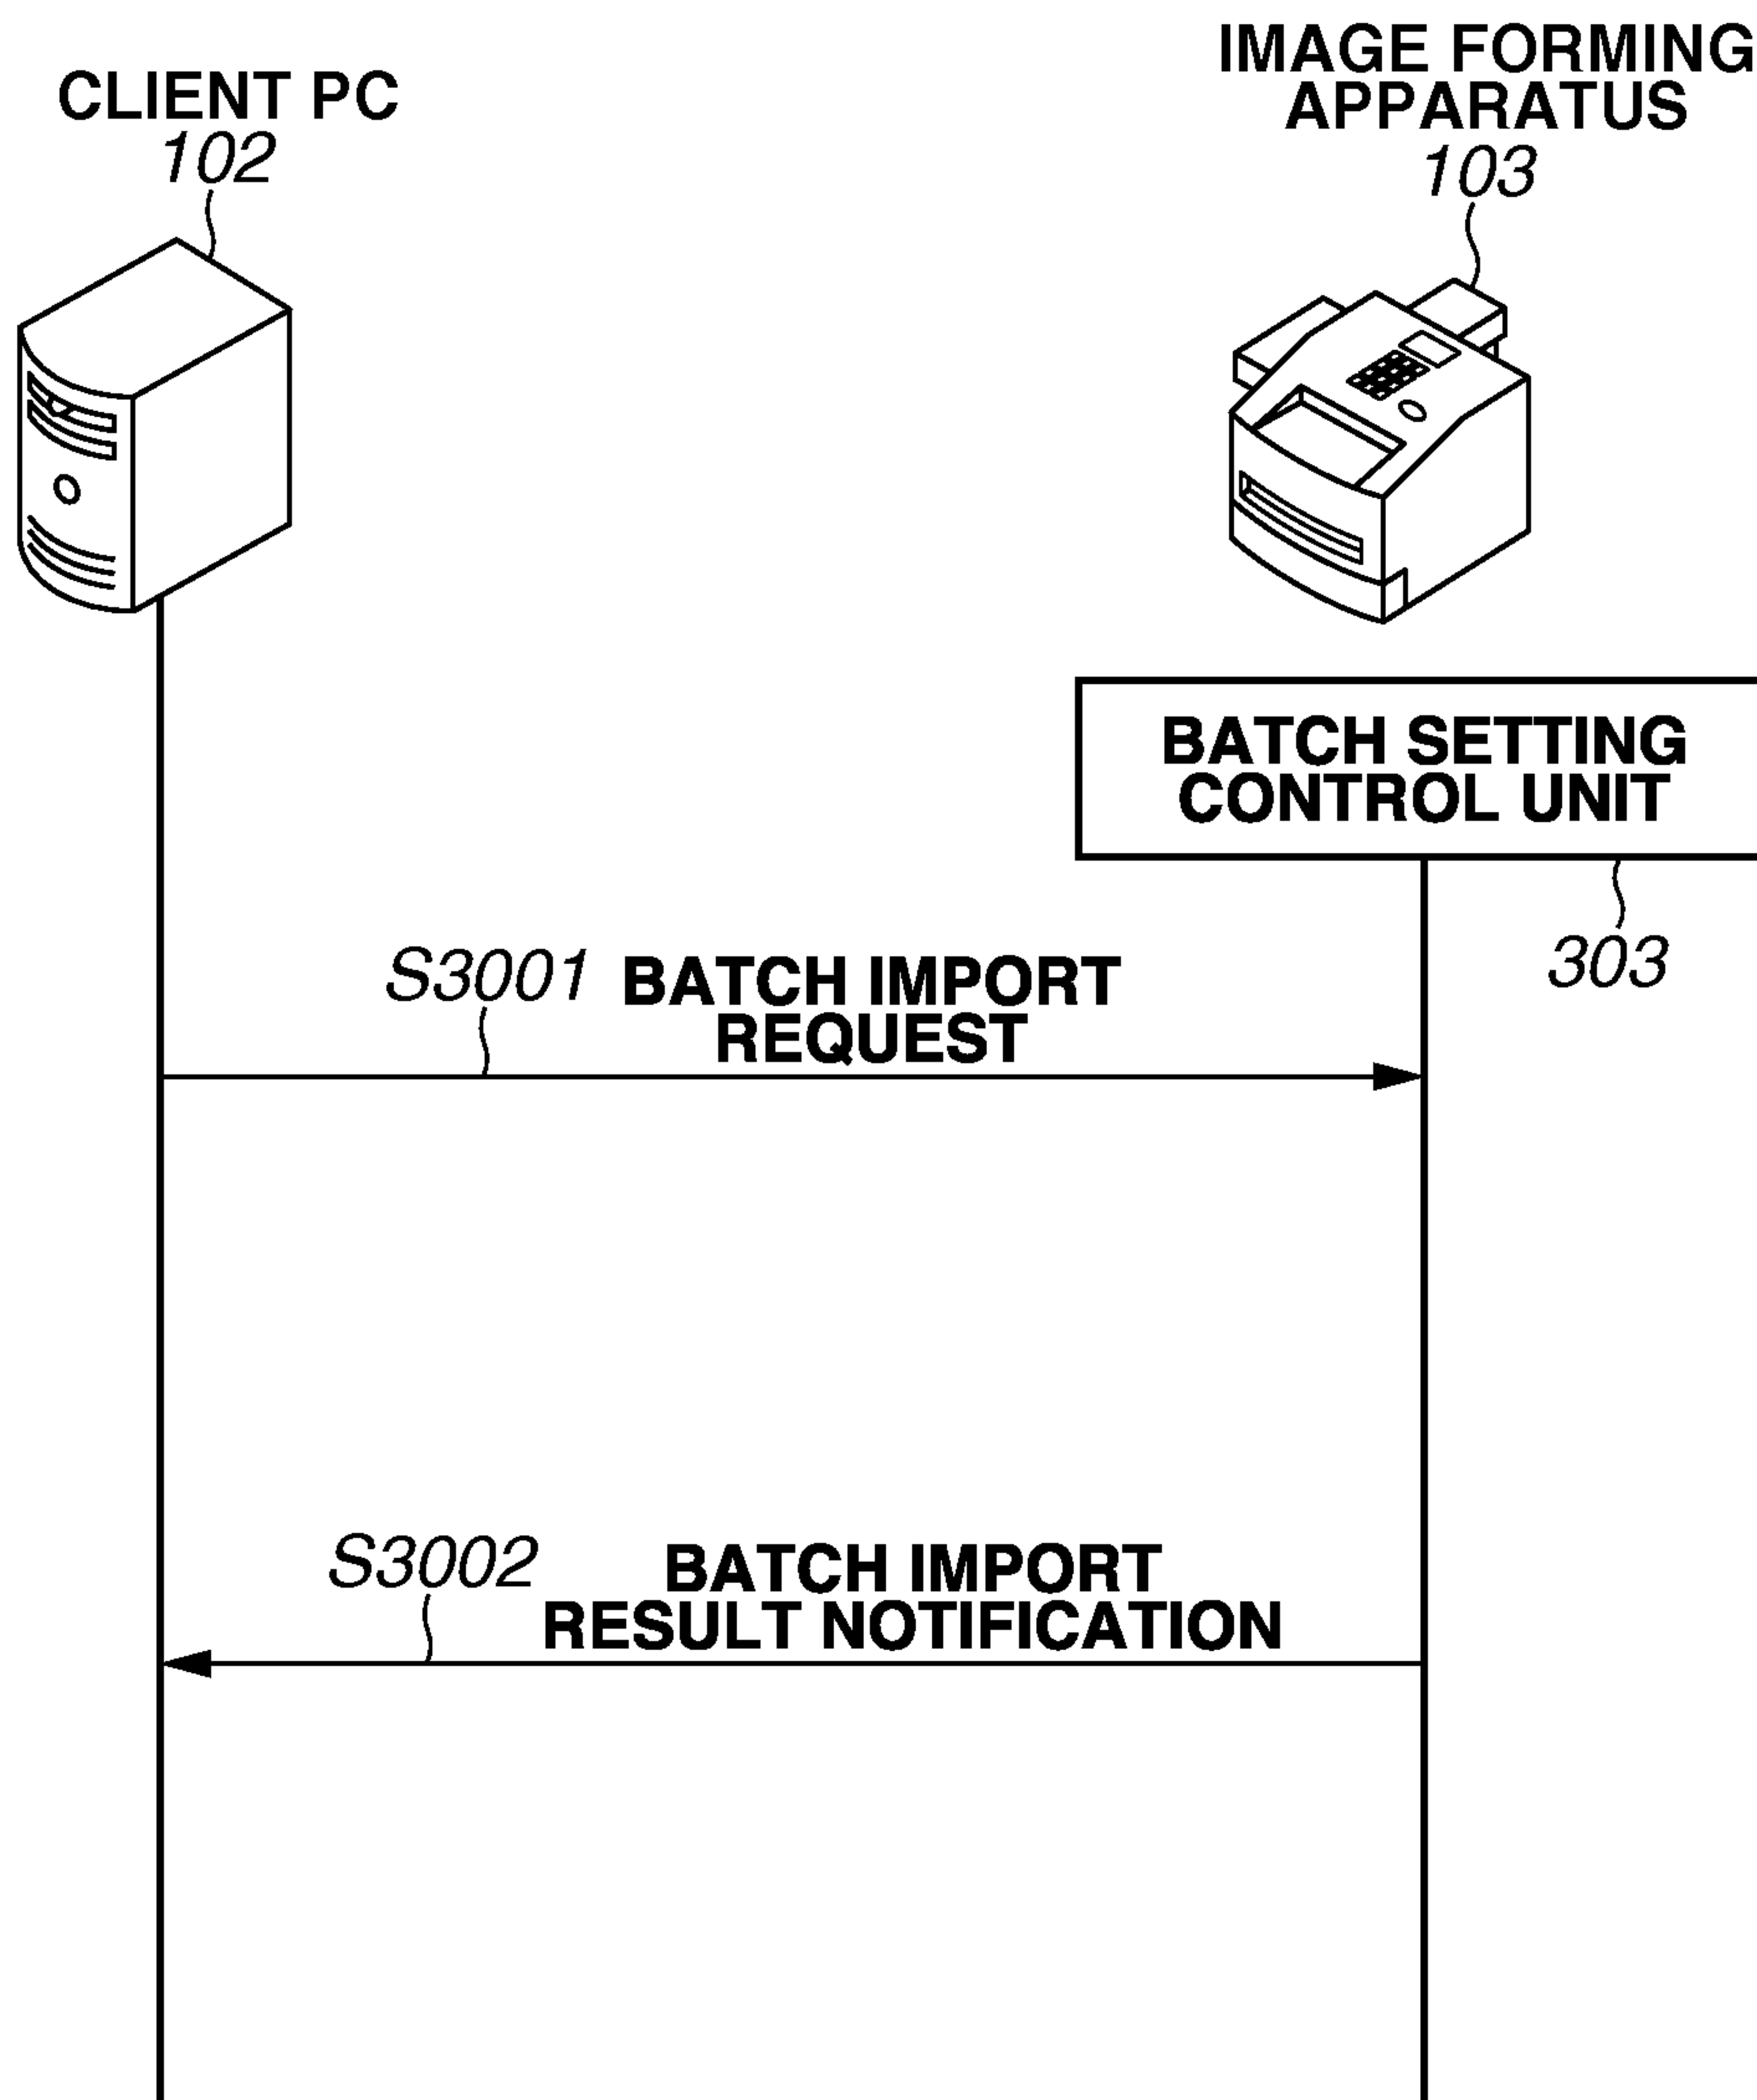 CLIENT PC
102
IMAGE FORMING
APPARATUS
103
BATCH SETTING
CONTROL UNIT
303
S3001
BATCH IMPORT
REQUEST
S3002
BATCH IMPORT
RESULT NOTIFICATION